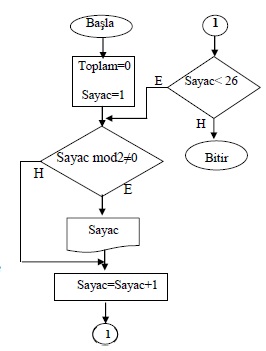 Başla
Toplam=0
Sayac=1
Sayac mod2≠0
H
E
Sayac
Sayac=Sayac+1
1
1
Sayac< 26
E
H
Bitir